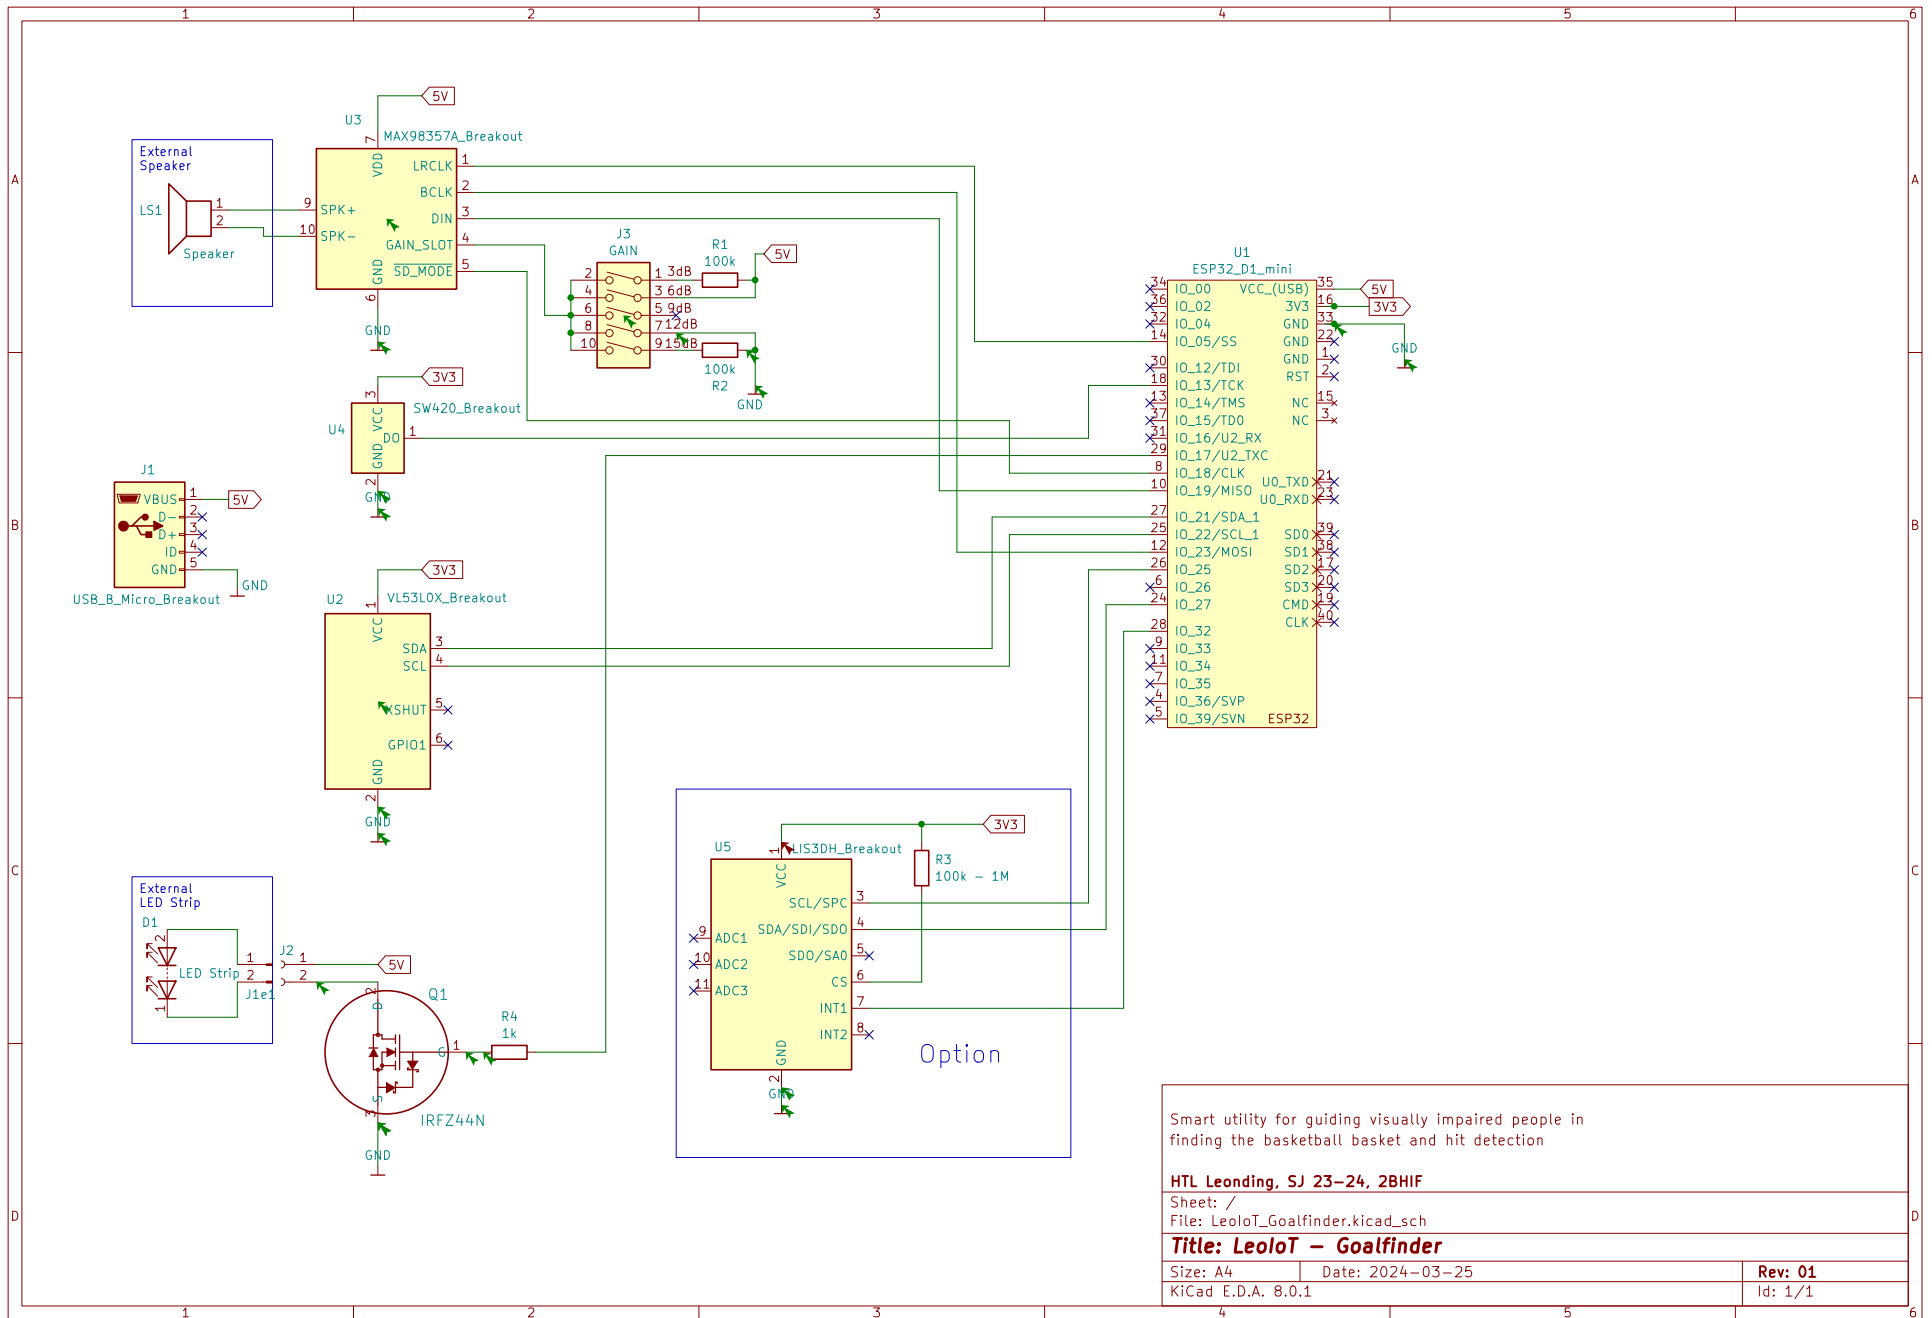 1 2 3 4 5 6
A
B
C
D
A
B
C
D
1 2 3 4 5 6
External
Speaker
LS1
1
2
Speaker
5V
U3
MAX98357A_Breakout
7
VDD
LRCLK 1
BCLK 2
DIN 3
GAIN_SLOT 4
SD_MODE 5
9 SPK+
10 SPK-
GND
6
GND
J3
GAIN
2 1 3dB
4 3 6dB
6 5 9dB
8 7 12dB
10 9 15dB
R1
100k
5V
100k
R2
GND
3V3
3
SW420_Breakout
U4
VCC
DO 1
GND
2
GND
J1
VBUS 1
D- 2
D+ 3
ID 4
GND 5
5V
GND
USB_B_Micro_Breakout
3V3
1
U2
VL53L0X_Breakout
VCC
SDA 3
SCL 4
XSHUT 5
GPIO1 6
GND
2
GND
External
LED Strip
D1
2
LED Strip
1
1
2
J1e1
J2
1
2
5V
Q1
2
D
G 1
S
3
IRFZ44N
GND
R4
1k
3V3
U5
1
LIS3DH_Breakout
VCC
R3
100k - 1M
SCL/SPC 3
SDA/SDI/SDO 4
SDO/SA0 5
CS 6
INT1 7
INT2 8
9 ADC1
10 ADC2
11 ADC3
GND
2
GND
Option
U1
ESP32_D1_mini
34 IO_00
36 IO_02
32 IO_04
14 IO_05/SS
30 IO_12/TDI
18 IO_13/TCK
13 IO_14/TMS
37 IO_15/TD0
31 IO_16/U2_RX
29 IO_17/U2_TXC
8 IO_18/CLK
10 IO_19/MISO
27 IO_21/SDA_1
25 IO_22/SCL_1
12 IO_23/MOSI
26 IO_25
6 IO_26
24 IO_27
28 IO_32
9 IO_33
11 IO_34
7 IO_35
4 IO_36/SVP
5 IO_39/SVN
VCC_(USB) 35
3V3 16
GND 33
GND 22
GND 1
RST 2
NC 15
NC 3
U0_TXD 21
U0_RXD 23
SD0 39
SD1 38
SD2 17
SD3 20
CMD 19
CLK 40
ESP32
5V
3V3
GND
Smart utility for guiding visually impaired people in
finding the basketball basket and hit detection
HTL Leonding, SJ 23-24, 2BHIF
Sheet: /
File: LeoIoT_Goalfinder.kicad_sch
Title: LeoIoT - Goalfinder
Size: A4 Date: 2024-03-25 Rev: 01
KiCad E.D.A. 8.0.1 Id: 1/1